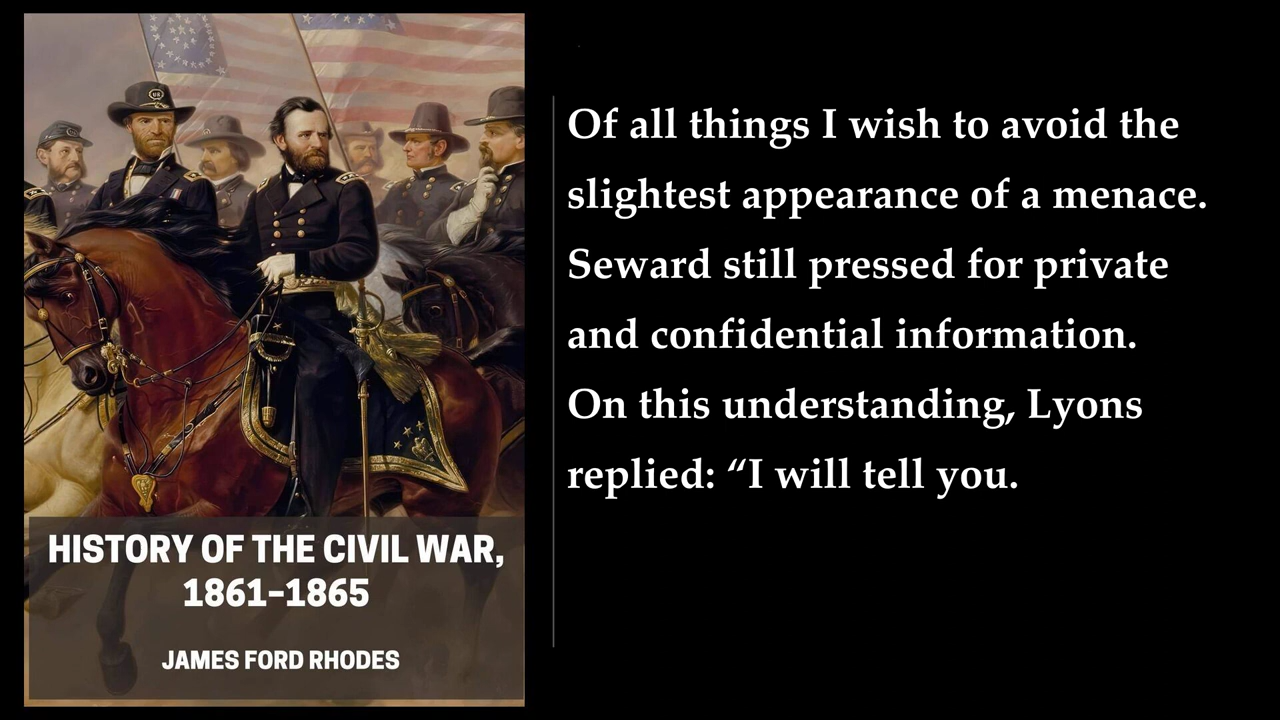 HISTORY OF THE CIVIL WAR,
1861–1865
JAMES FORD RHODES
Of all things I wish to avoid the
slightest appearance of a menace.
Seward still pressed for private
and confidential information.
On this understanding, Lyons
replied: “I will tell you.